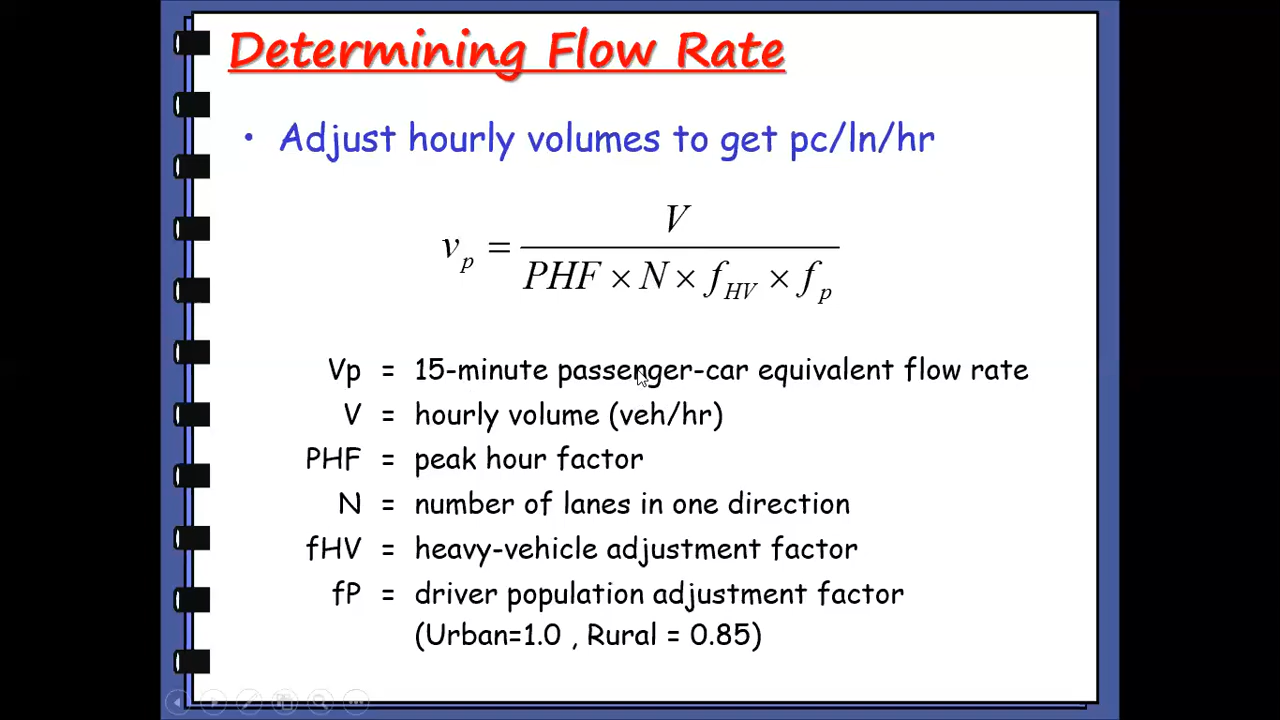 Determining Flow Rate
• Adjust hourly volumes to get pc/ln/hr
v_p = V / (PHF × N × f_HV × f_p)
Vp = 15-minute passenger-car equivalent flow rate
V = hourly volume (veh/hr)
PHF = peak hour factor
N = number of lanes in one direction
fHV = heavy-vehicle adjustment factor
fP = driver population adjustment factor
(Urban=1.0 , Rural = 0.85)